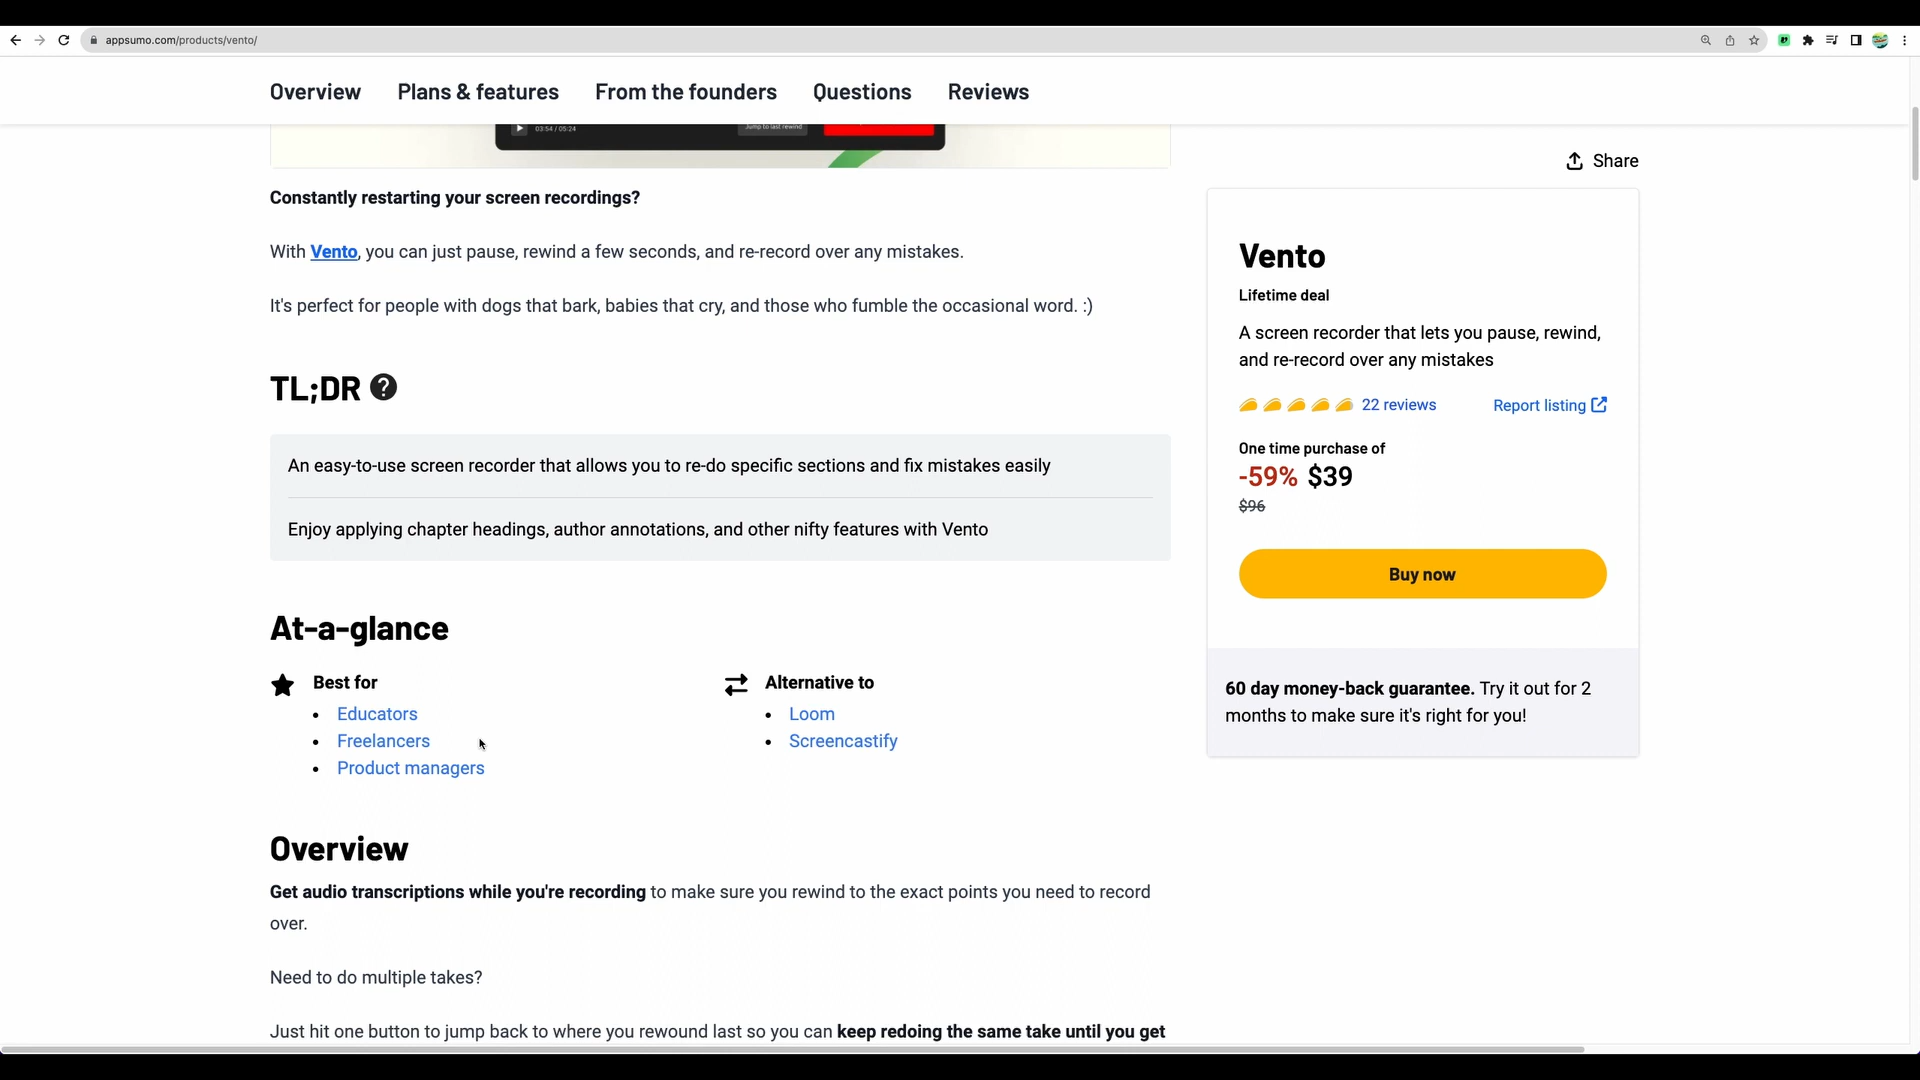 appsumo.com/products/vento/
Overview
Plans & features
From the founders
Questions
Reviews
03:54 / 05:24
Jump to last rewind
Share
Constantly restarting your screen recordings?
With Vento, you can just pause, rewind a few seconds, and re-record over any mistakes.
It's perfect for people with dogs that bark, babies that cry, and those who fumble the occasional word. :)
TL;DR ?
An easy-to-use screen recorder that allows you to re-do specific sections and fix mistakes easily
Enjoy applying chapter headings, author annotations, and other nifty features with Vento
At-a-glance
Best for
• Educators
• Freelancers
• Product managers
Alternative to
• Loom
• Screencastify
Overview
Get audio transcriptions while you're recording to make sure you rewind to the exact points you need to record
over.
Need to do multiple takes?
Just hit one button to jump back to where you rewound last so you can keep redoing the same take until you get
Vento
Lifetime deal
A screen recorder that lets you pause, rewind,
and re-record over any mistakes
22 reviews
Report listing
One time purchase of
-59% $39
$96
Buy now
60 day money-back guarantee. Try it out for 2
months to make sure it's right for you!